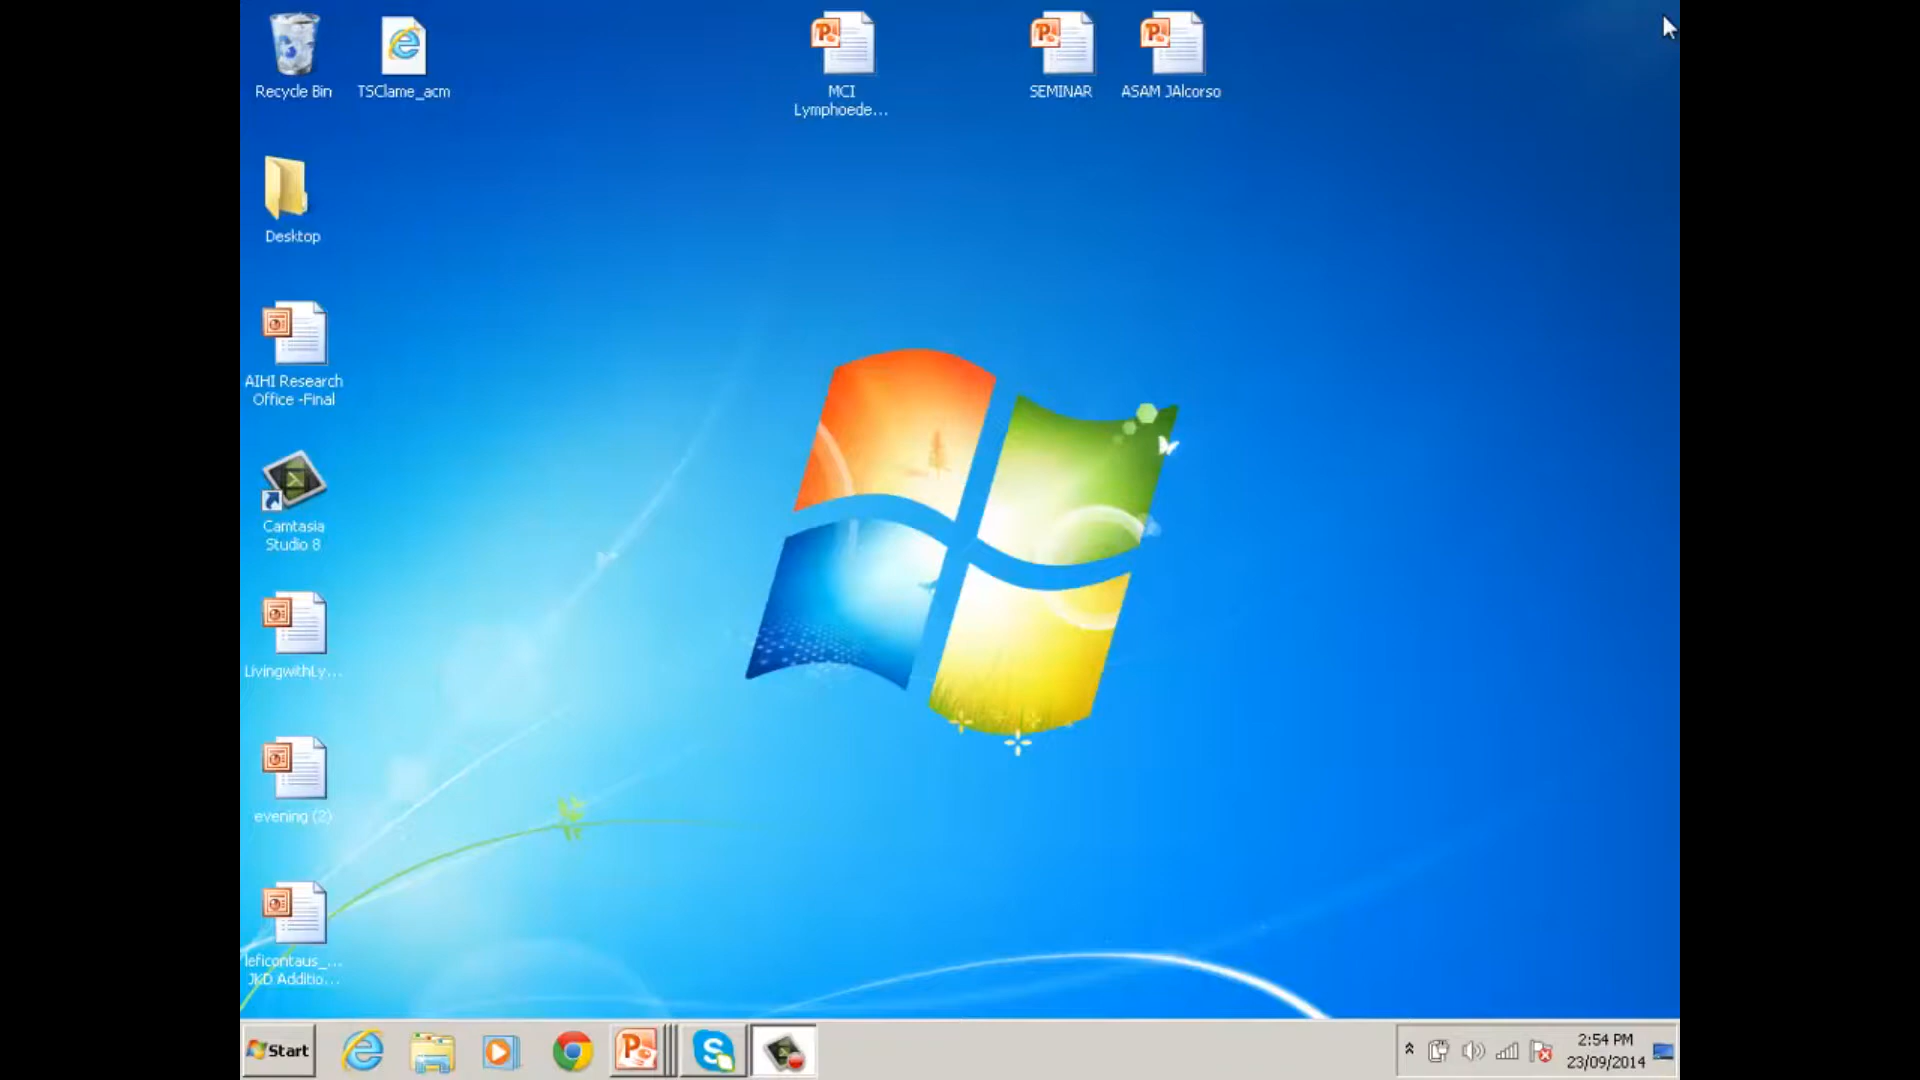 Recycle Bin
TSClame_acm
MCI
Lymphoede...
SEMINAR
ASAM JAlcorso
Desktop
AIHI Research
Office -Final
Camtasia
Studio 8
LivingwithLy...
evening (2)
leficontaus_...
JKD Additio...
Start
2:54 PM
23/09/2014